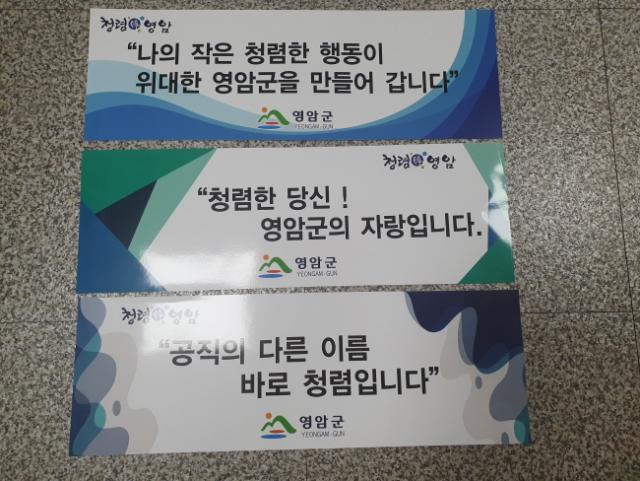 청렴 영암
“나의 작은 청렴한 행동이
위대한 영암군을 만들어 갑니다”
영암군
YEONGAM-GUN
청렴 영암
“청렴한 당신 !
영암군의 자랑입니다.
영암군
YEONGAM-GUN
청렴 영암
“공직의 다른 이름
바로 청렴입니다”
영암군
YEONGAM-GUN